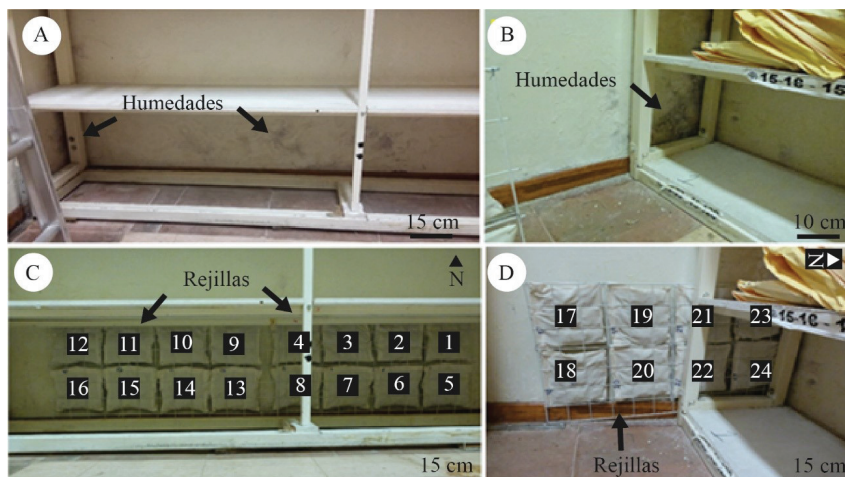 A
Humedades
15 cm
B
Humedades
15-16-15
10 cm
C
Rejillas
N
12 11 10 9 4 3 2 1
16 15 14 13 8 7 6 5
15 cm
D
N
17 19 21 23
18 20 22 24
15-16-1
Rejillas
15 cm